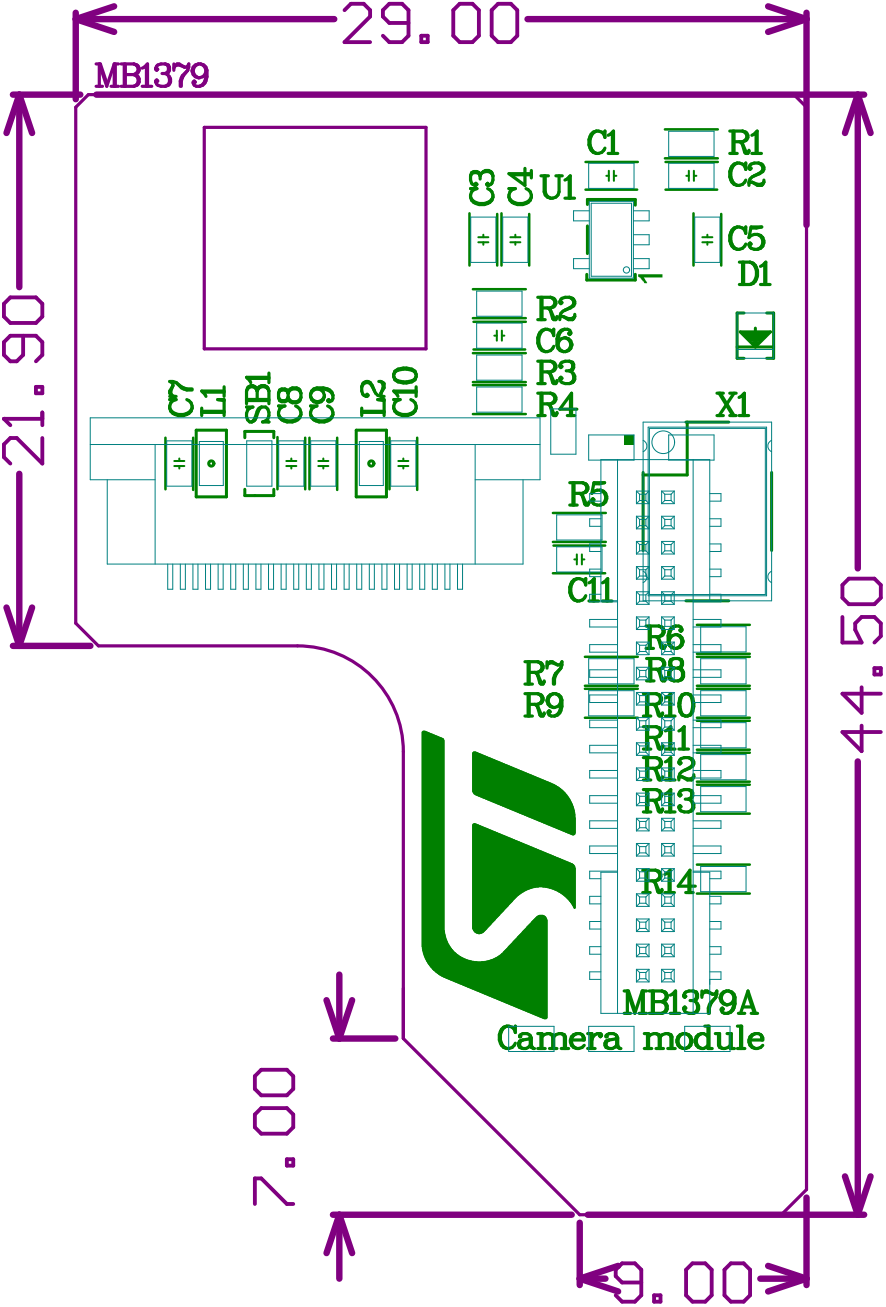 29.00
MB1379
C1
R1
C2
C3
C4
U1
C5
D1
1
21.90
R2
C6
R3
R4
C7
L1
SB1
C8
C9
L2
C10
X1
R5
C11
44.50
R6
R7
R8
R9
R10
R11
R12
R13
R14
ST
MB1379A
Camera module
7.00
9.00